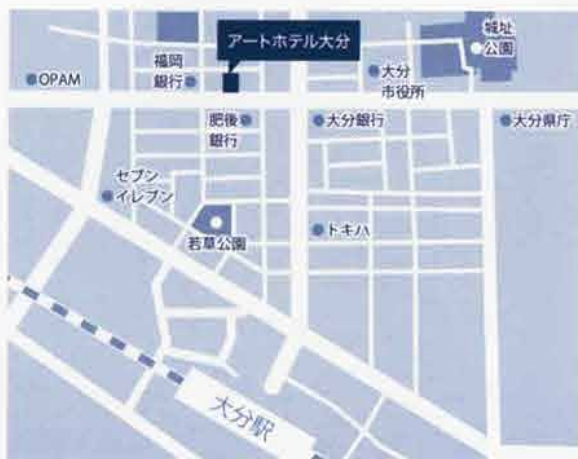 アートホテル大分
城址
公園
福岡
銀行
OPAM
大分
市役所
肥後
銀行
大分銀行
大分県庁
セブン
イレブン
若草公園
トキハ
大分駅